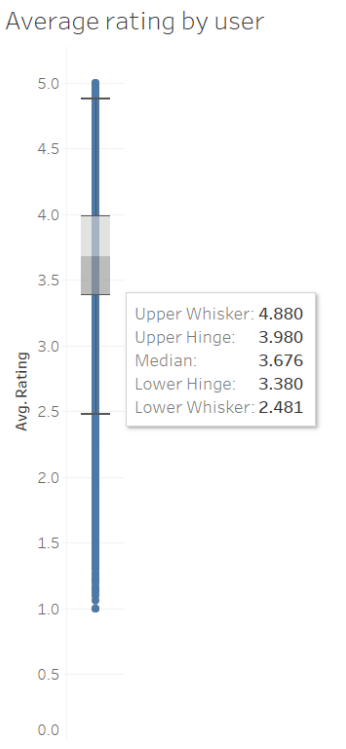 Average rating by user
5.0
4.5
4.0
3.5
3.0
2.5
2.0
1.5
1.0
0.5
0.0
Avg. Rating
Upper Whisker: 4.880
Upper Hinge: 3.980
Median: 3.676
Lower Hinge: 3.380
Lower Whisker: 2.481